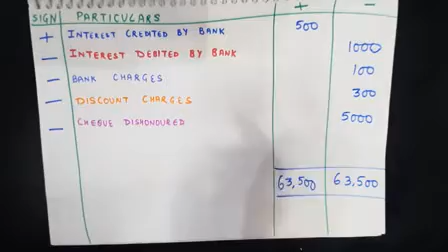 SIGN PARTICULARS + -
+ INTEREST CREDITED BY BANK 500
- INTEREST DEBITED BY BANK 1000
- BANK CHARGES 100
- DISCOUNT CHARGES 300
- CHEQUE DISHONOURED 5000
63,500 63,500